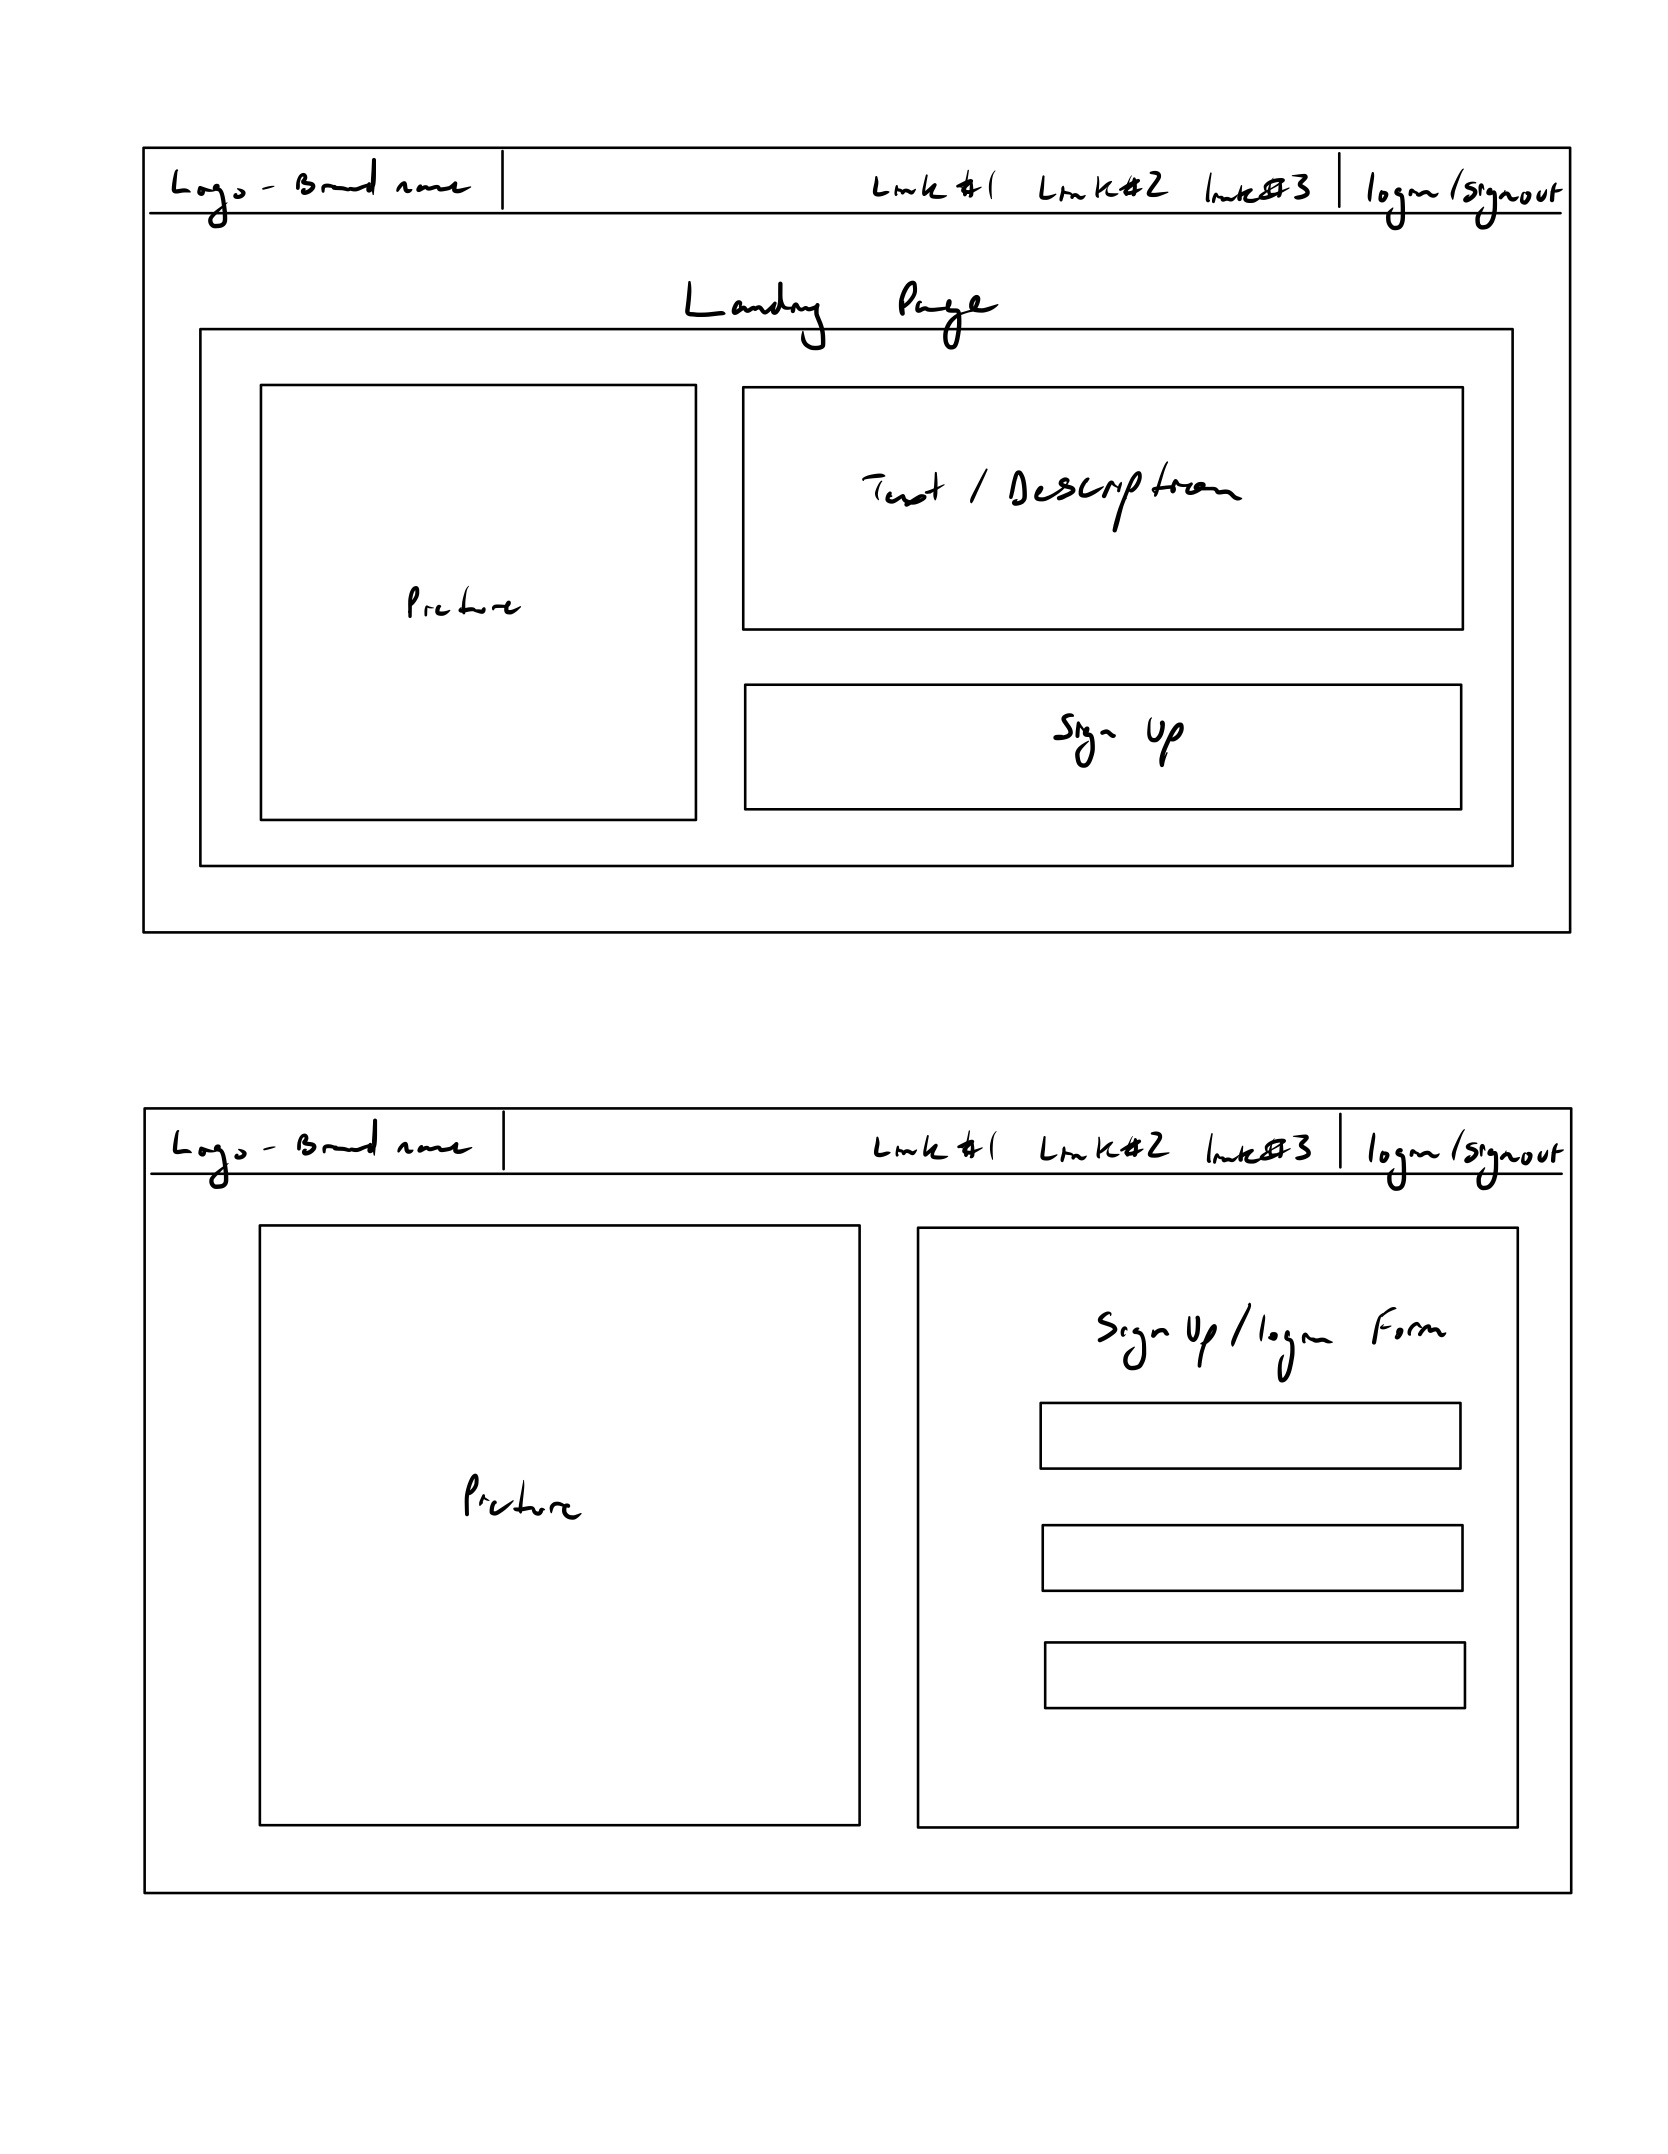 Logo - Brand name Link #1 Link #2 link #3 login/signout
Landing Page
Text / Description
Picture
Sign up
Logo - Brand name Link #1 Link #2 link #3 login/signout
Sign up/login Form
Picture